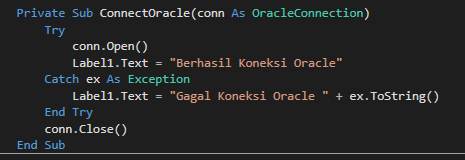 Private Sub ConnectOracle(conn As OracleConnection)
    Try
        conn.Open()
        Label1.Text = "Berhasil Koneksi Oracle"
    Catch ex As Exception
        Label1.Text = "Gagal Koneksi Oracle " + ex.ToString()
    End Try
    conn.Close()
End Sub